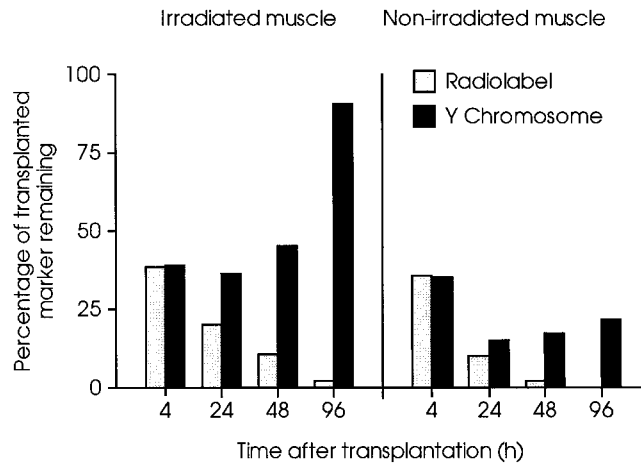 Irradiated muscle
Non-irradiated muscle
Radiolabel
Y Chromosome
Percentage of transplanted
marker remaining
100
75
50
25
0
4 24 48 96 4 24 48 96
Time after transplantation (h)